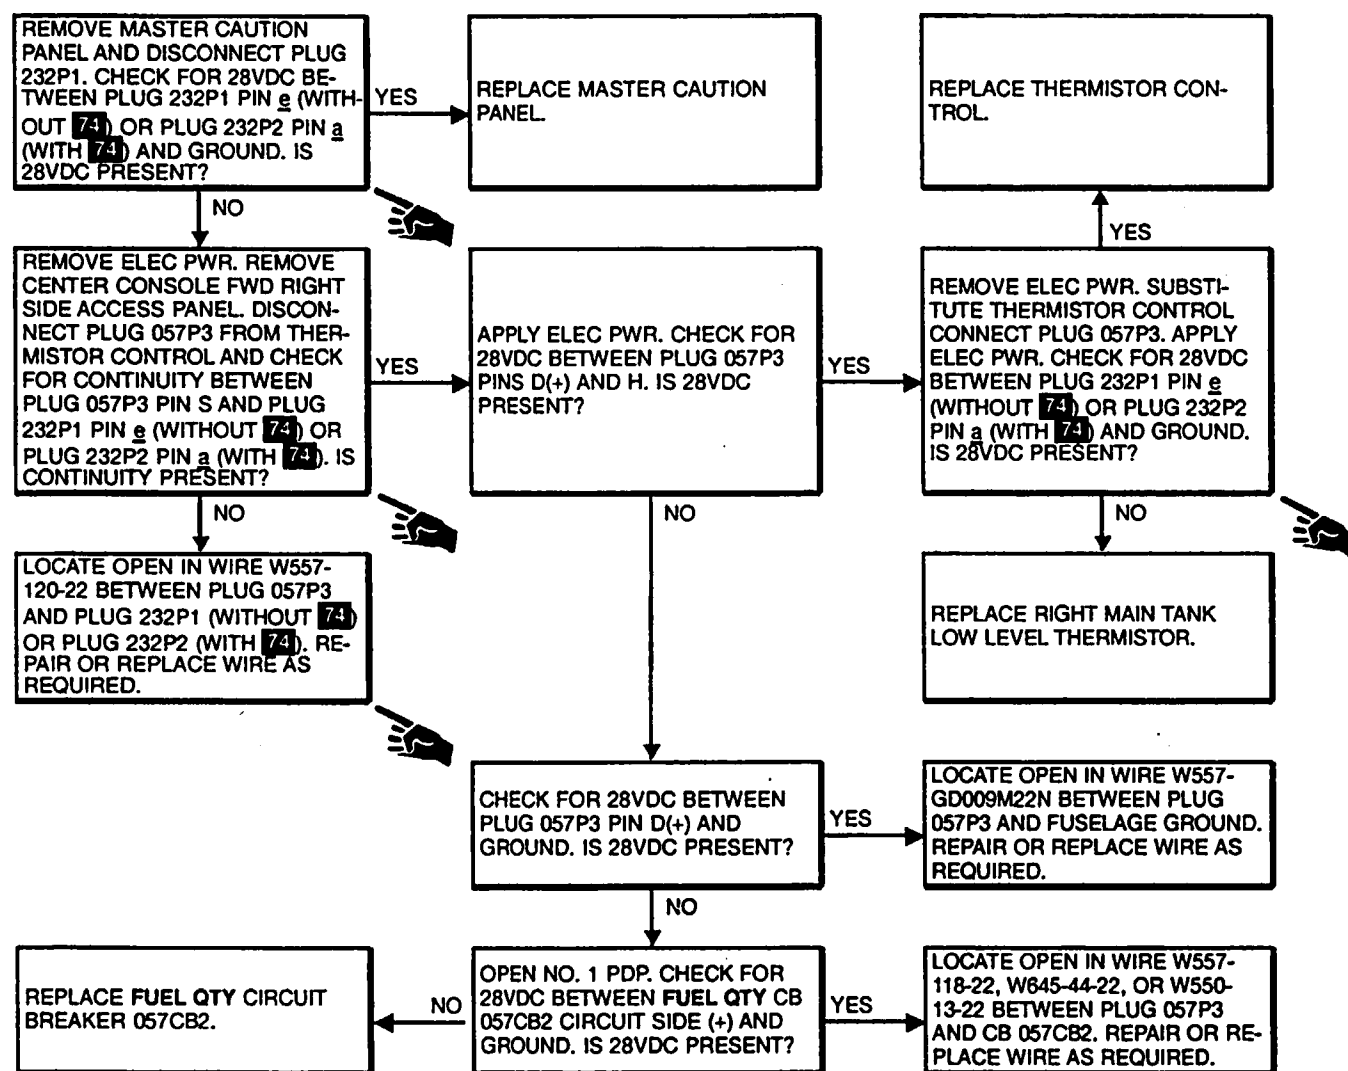 REMOVE MASTER CAUTION
PANEL AND DISCONNECT PLUG
232P1. CHECK FOR 28VDC BE-
TWEEN PLUG 232P1 PIN e (WITH-
OUT 74) OR PLUG 232P2 PIN a
(WITH 74) AND GROUND. IS
28VDC PRESENT?
YES
REPLACE MASTER CAUTION
PANEL.
REPLACE THERMISTOR CON-
TROL.
NO
YES
REMOVE ELEC PWR. REMOVE
CENTER CONSOLE FWD RIGHT
SIDE ACCESS PANEL. DISCON-
NECT PLUG 057P3 FROM THER-
MISTOR CONTROL AND CHECK
FOR CONTINUITY BETWEEN
PLUG 057P3 PIN S AND PLUG
232P1 PIN e (WITHOUT 74) OR
PLUG 232P2 PIN a (WITH 74). IS
CONTINUITY PRESENT?
YES
APPLY ELEC PWR. CHECK FOR
28VDC BETWEEN PLUG 057P3
PINS D(+) AND H. IS 28VDC
PRESENT?
YES
REMOVE ELEC PWR. SUBSTI-
TUTE THERMISTOR CONTROL
CONNECT PLUG 057P3. APPLY
ELEC PWR. CHECK FOR 28VDC
BETWEEN PLUG 232P1 PIN e
(WITHOUT 74) OR PLUG 232P2
PIN a (WITH 74) AND GROUND.
IS 28VDC PRESENT?
NO
NO
NO
LOCATE OPEN IN WIRE W557-
120-22 BETWEEN PLUG 057P3
AND PLUG 232P1 (WITHOUT 74)
OR PLUG 232P2 (WITH 74). RE-
PAIR OR REPLACE WIRE AS
REQUIRED.
REPLACE RIGHT MAIN TANK
LOW LEVEL THERMISTOR.
CHECK FOR 28VDC BETWEEN
PLUG 057P3 PIN D(+) AND
GROUND. IS 28VDC PRESENT?
YES
LOCATE OPEN IN WIRE W557-
GD009M22N BETWEEN PLUG
057P3 AND FUSELAGE GROUND.
REPAIR OR REPLACE WIRE AS
REQUIRED.
NO
REPLACE FUEL QTY CIRCUIT
BREAKER 057CB2.
NO
OPEN NO. 1 PDP. CHECK FOR
28VDC BETWEEN FUEL QTY CB
057CB2 CIRCUIT SIDE (+) AND
GROUND. IS 28VDC PRESENT?
YES
LOCATE OPEN IN WIRE W557-
118-22, W645-44-22, OR W550-
13-22 BETWEEN PLUG 057P3
AND CB 057CB2. REPAIR OR RE-
PLACE WIRE AS REQUIRED.